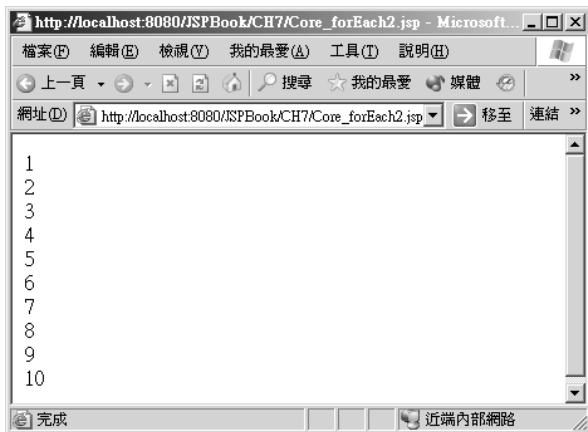 http://localhost:8080/JSPBook/CH7/Core_forEach2.jsp - Microsoft...
檔案(F) 編輯(E) 檢視(V) 我的最愛(A) 工具(T) 說明(H)
上一頁 搜尋 我的最愛 媒體 »
網址(D) http://localhost:8080/JSPBook/CH7/Core_forEach2.jsp 移至 連結 »
1
2
3
4
5
6
7
8
9
10
完成 近端內部網路